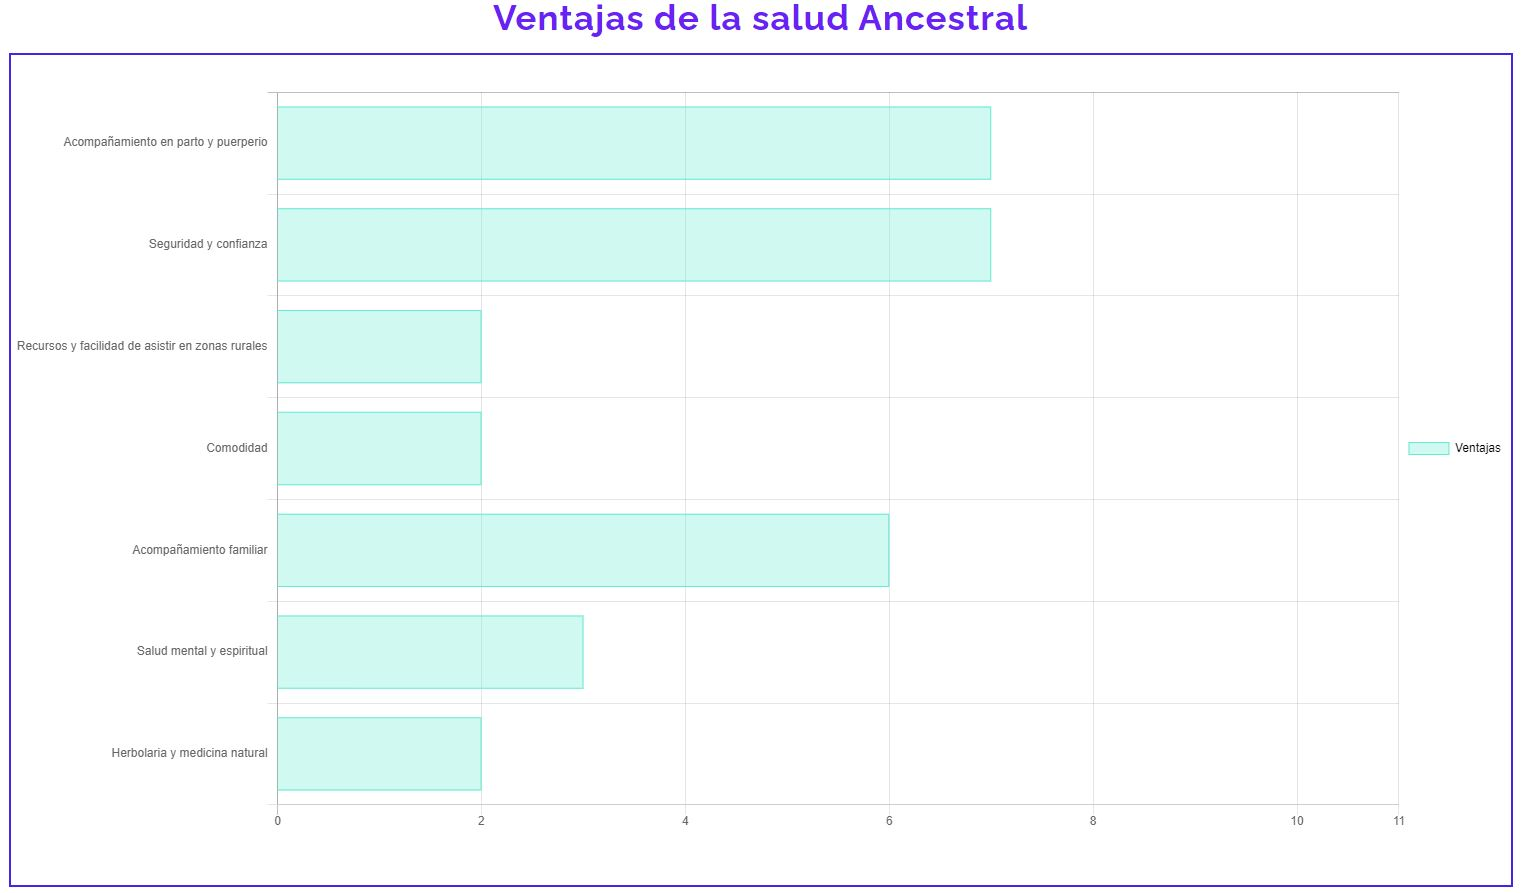 Ventajas de la salud Ancestral
Acompañamiento en parto y puerperio
Seguridad y confianza
Recursos y facilidad de asistir en zonas rurales
Comodidad
Ventajas
Acompañamiento familiar
Salud mental y espiritual
Herbolaria y medicina natural
0 2 4 6 8 10 11